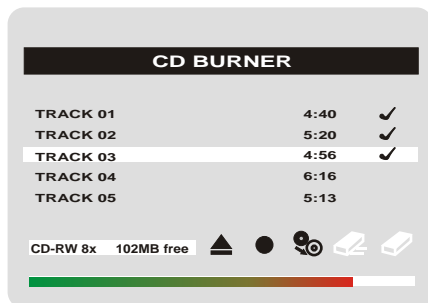 CD BURNER
TRACK 01 4:40
TRACK 02 5:20
TRACK 03 4:56
TRACK 04 6:16
TRACK 05 5:13
CD-RW 8x 102MB free